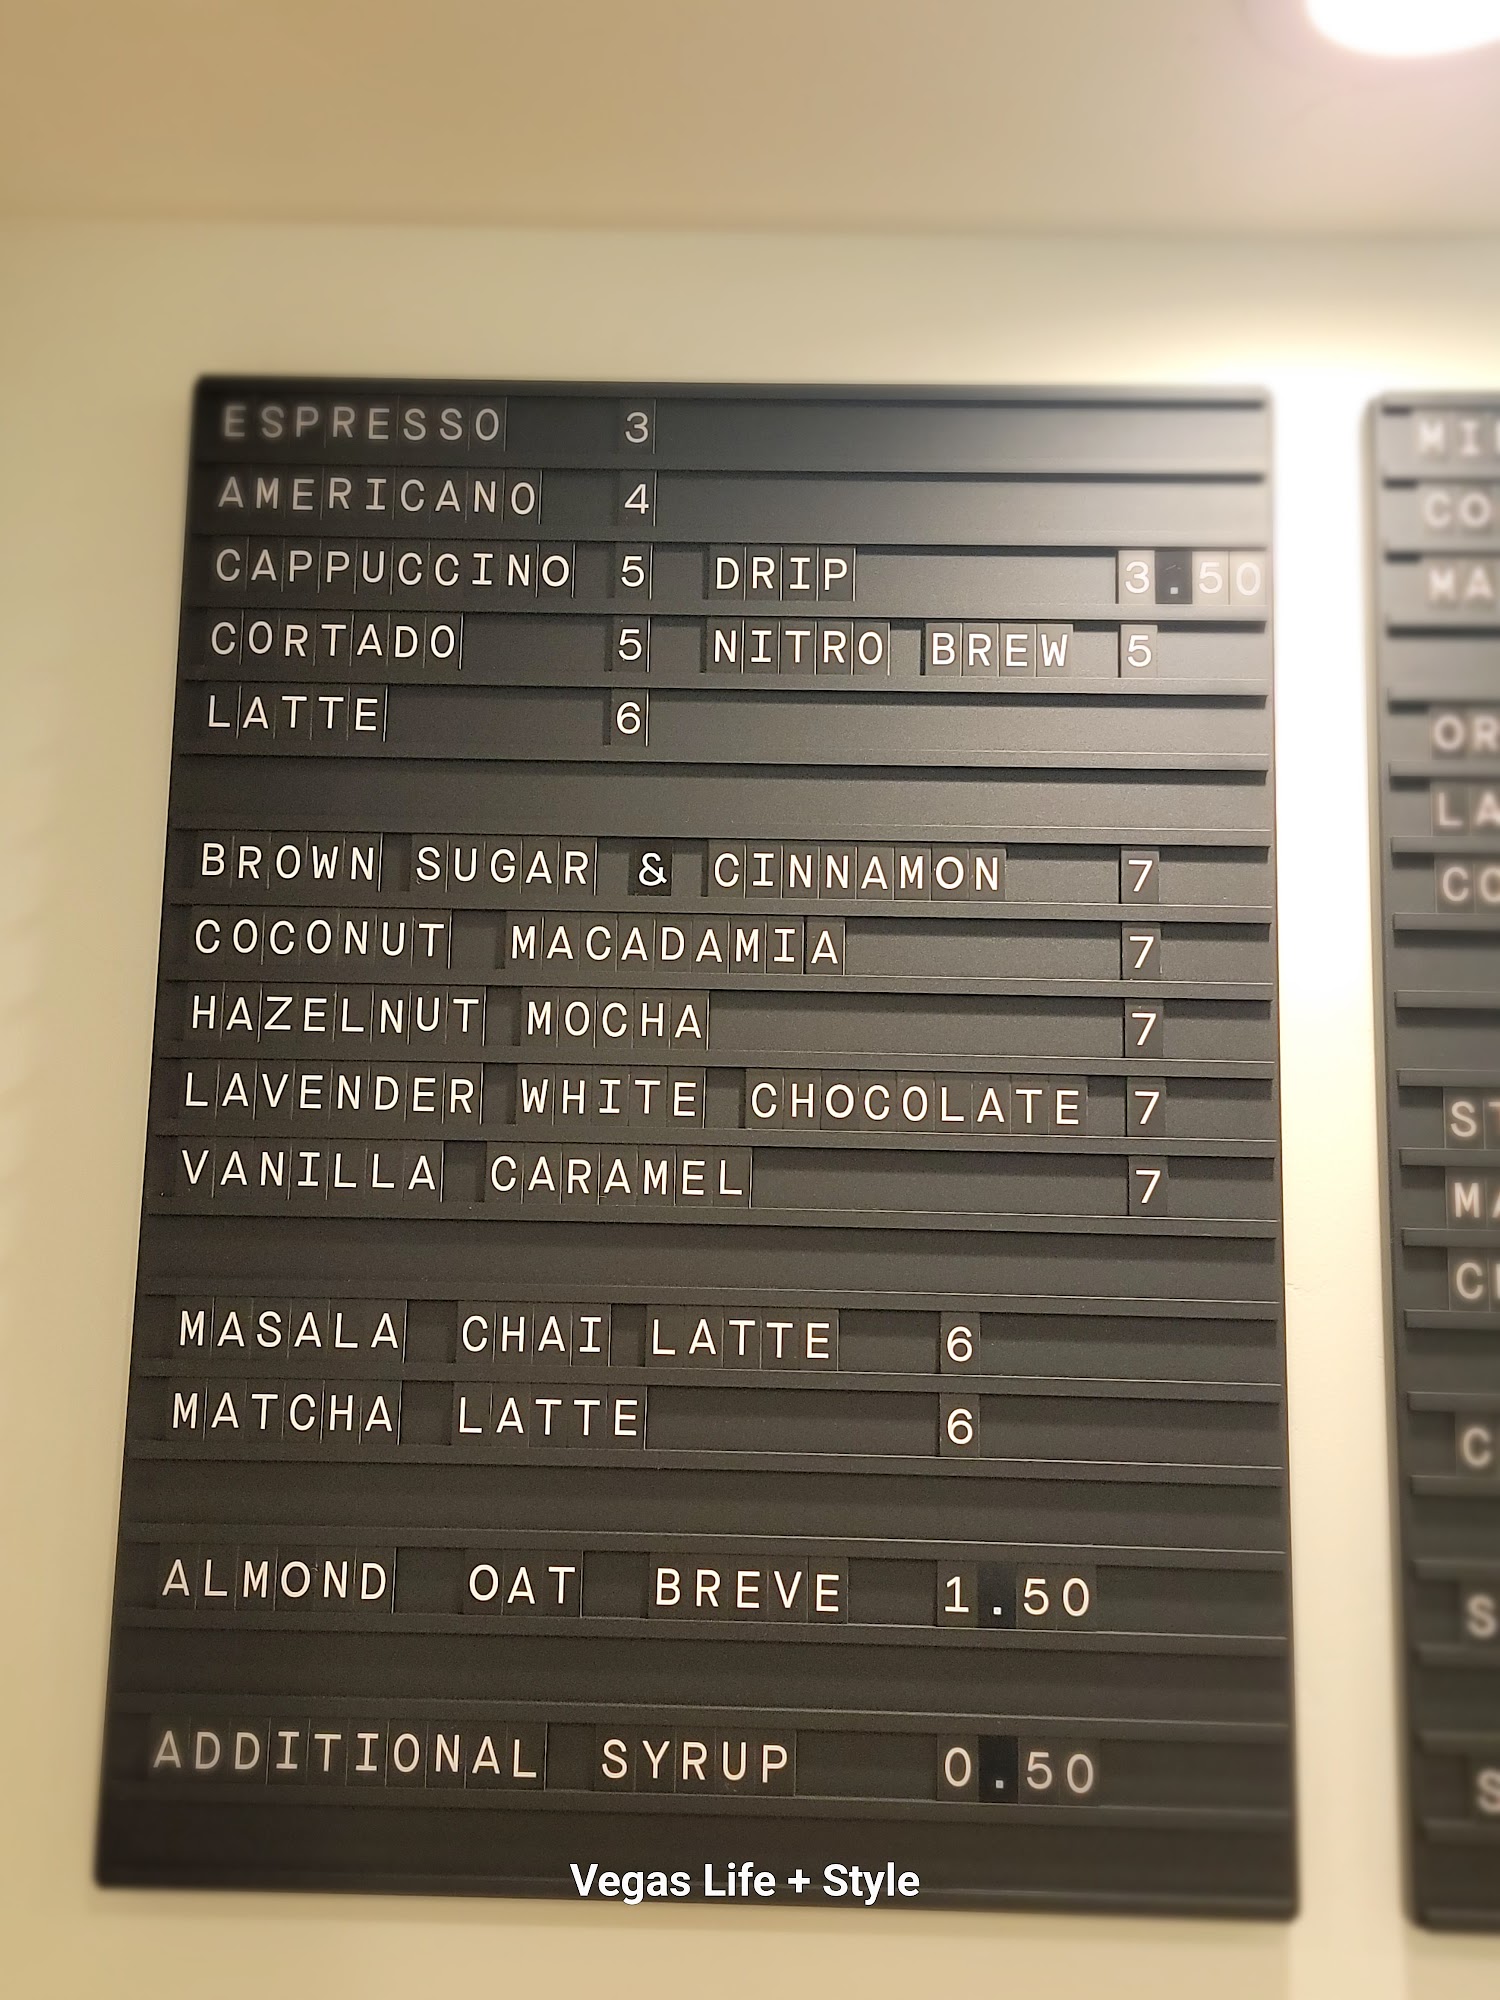 ESPRESSO 3
AMERICANO 4
CAPPUCCINO 5 DRIP 3.50
CORTADO 5 NITRO BREW 5
LATTE 6
BROWN SUGAR & CINNAMON 7
COCONUT MACADAMIA 7
HAZELNUT MOCHA 7
LAVENDER WHITE CHOCOLATE 7
VANILLA CARAMEL 7
MASALA CHAI LATTE 6
MATCHA LATTE 6
ALMOND OAT BREVE 1.50
ADDITIONAL SYRUP 0.50
Vegas Life + Style